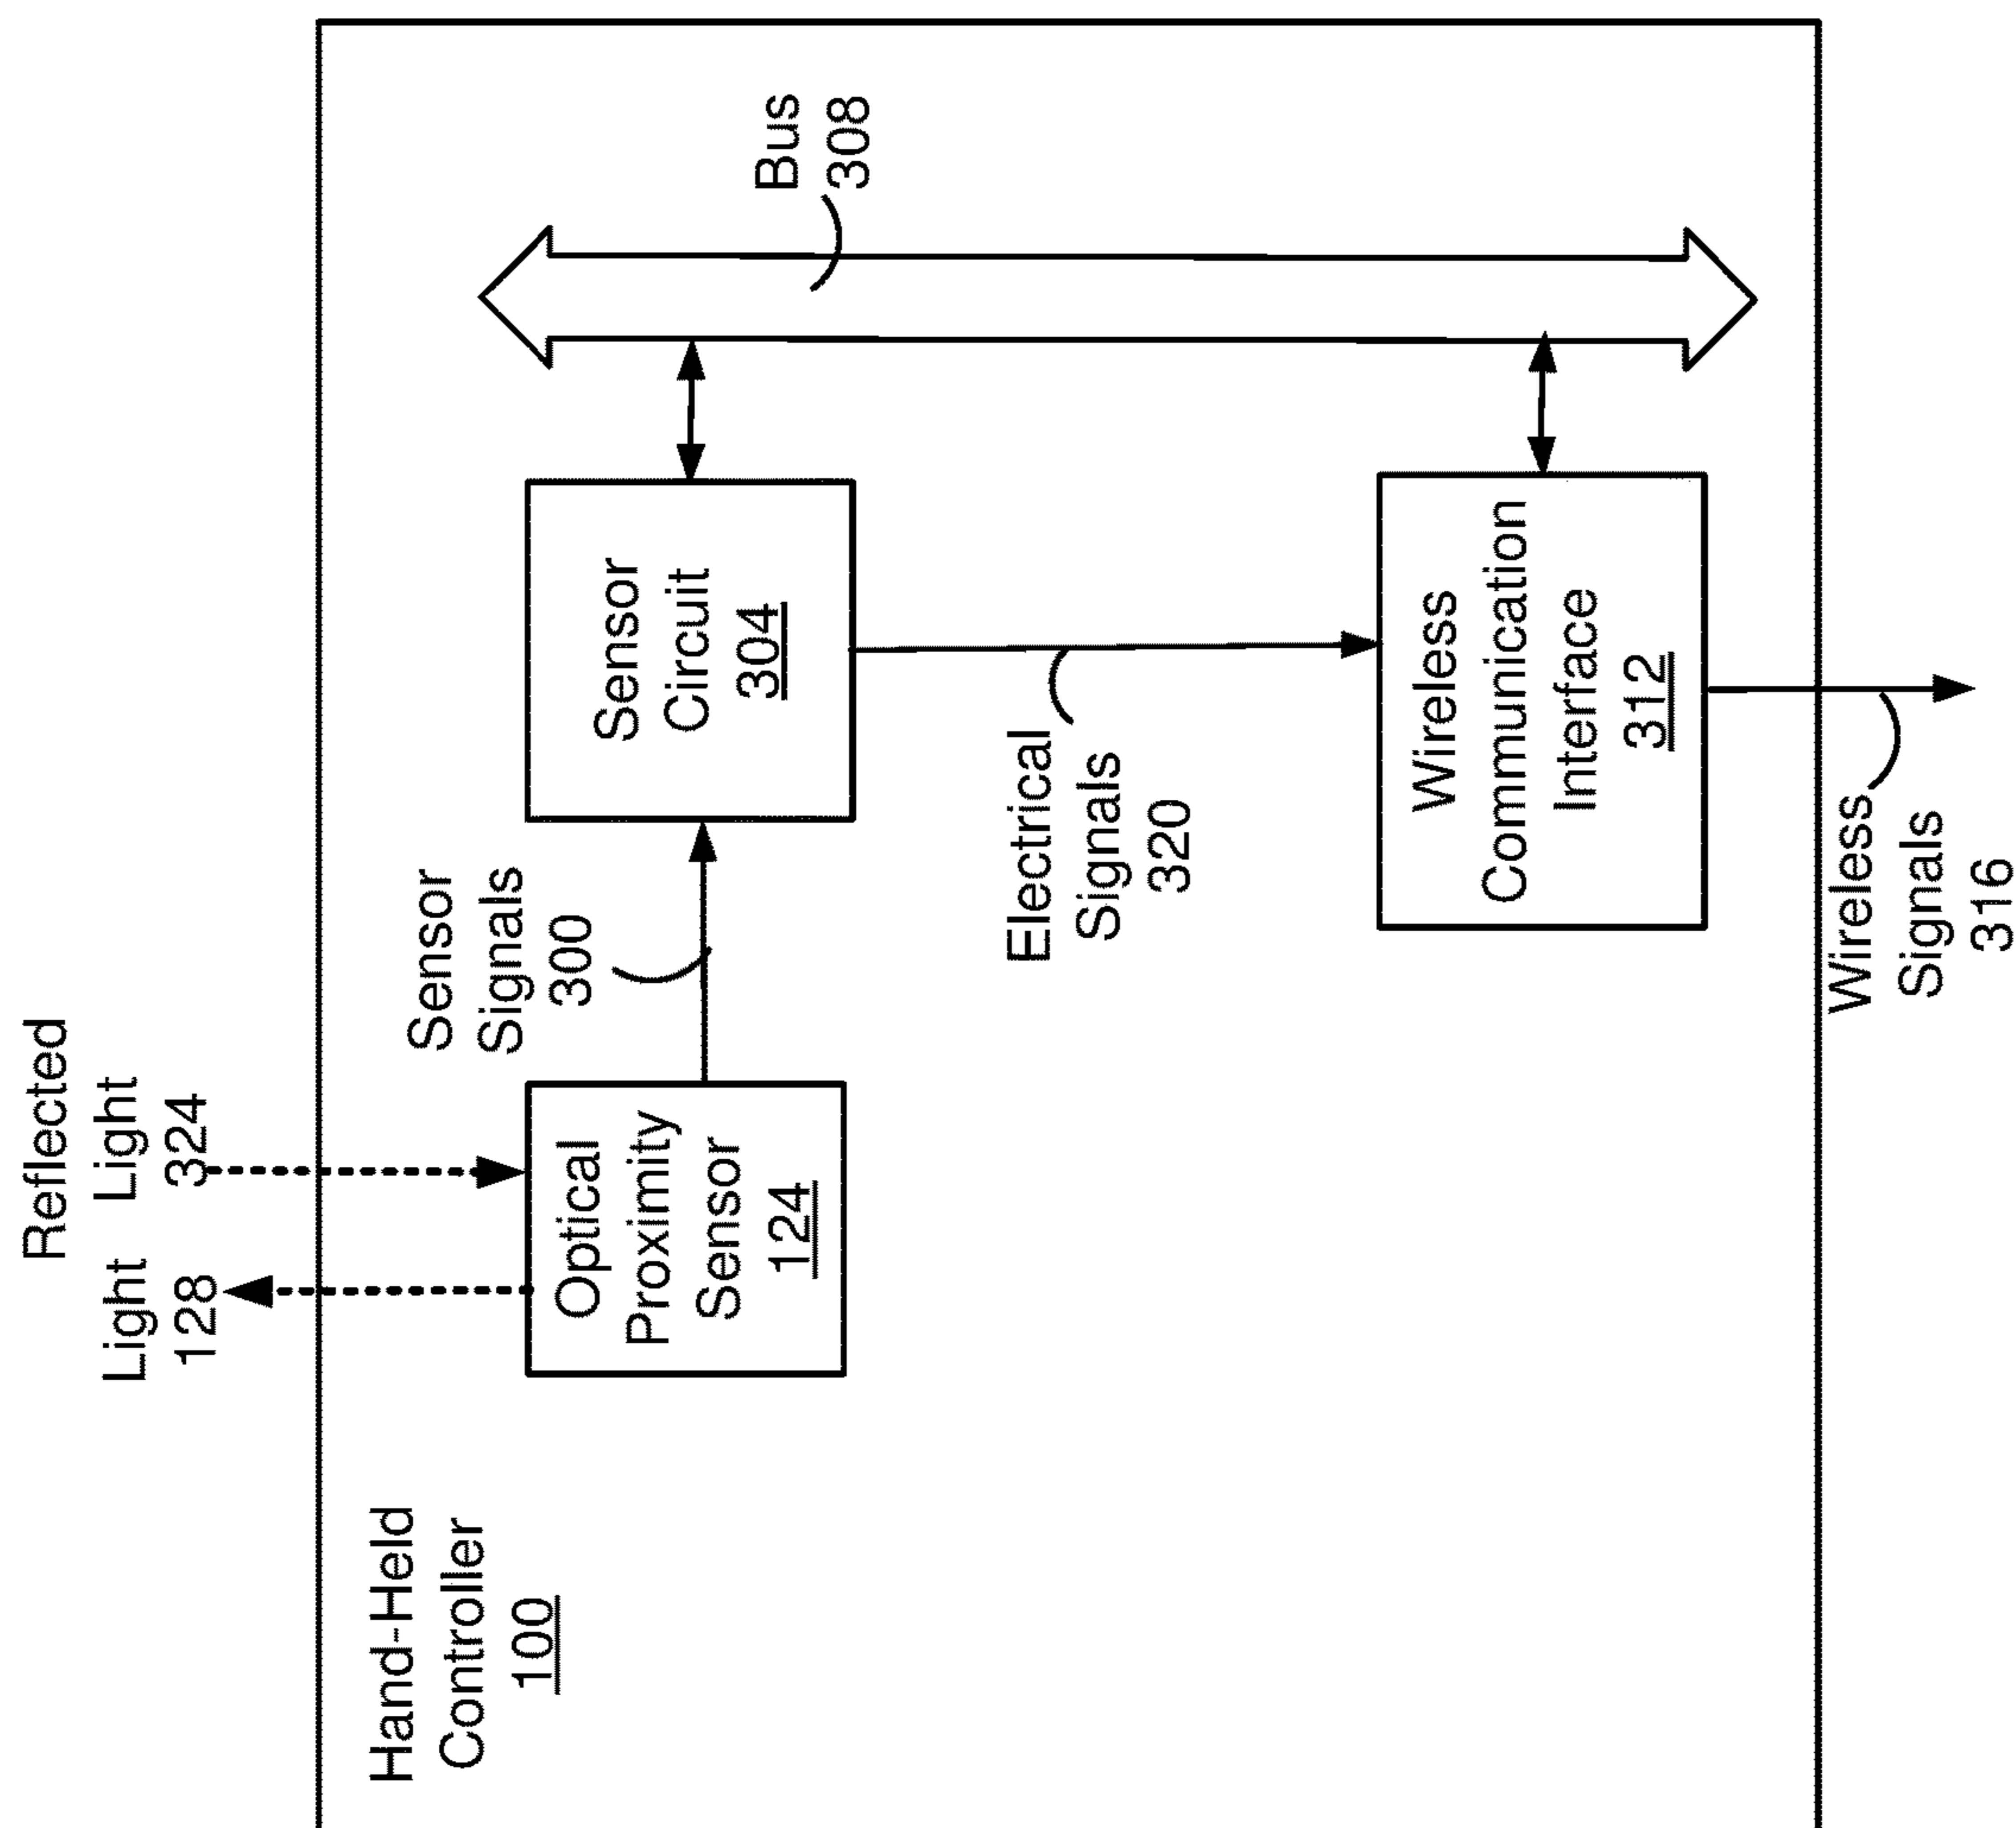 Hand-Held
Controller
100
Light
128
Reflected
Light
324
Optical
Proximity
Sensor
124
Sensor
Signals
300
Sensor
Circuit
304
Bus
308
Electrical
Signals
320
Wireless
Communication
Interface
312
Wireless
Signals
316